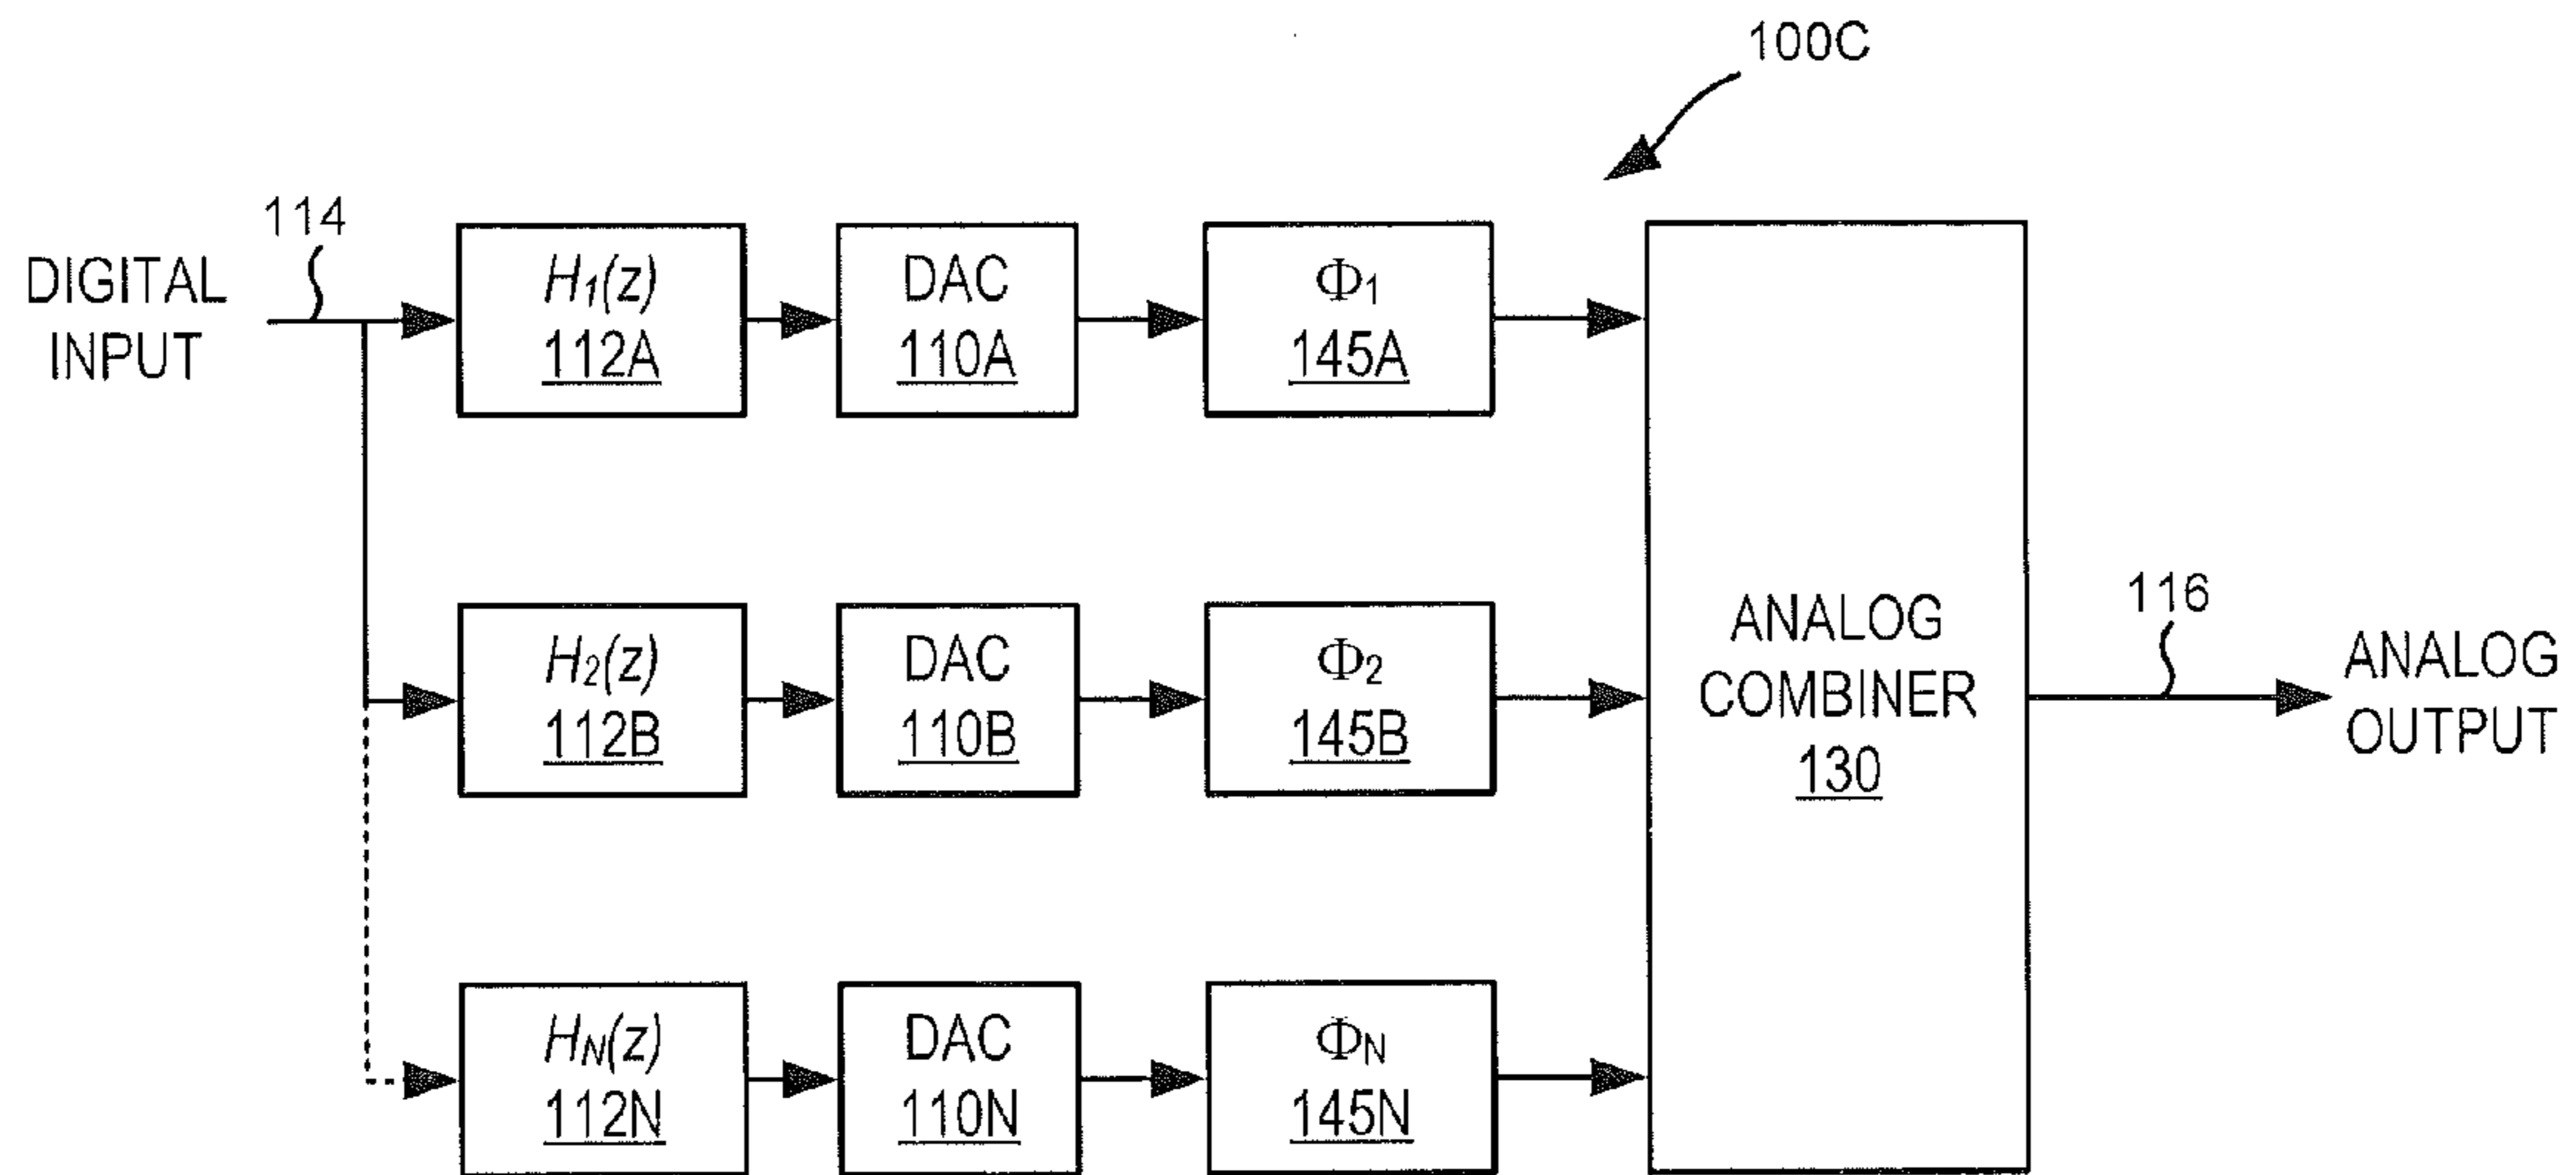 100C
114
DIGITAL
INPUT
H1(z)
112A
DAC
110A
Φ1
145A
H2(z)
112B
DAC
110B
Φ2
145B
HN(z)
112N
DAC
110N
ΦN
145N
ANALOG
COMBINER
130
116
ANALOG
OUTPUT